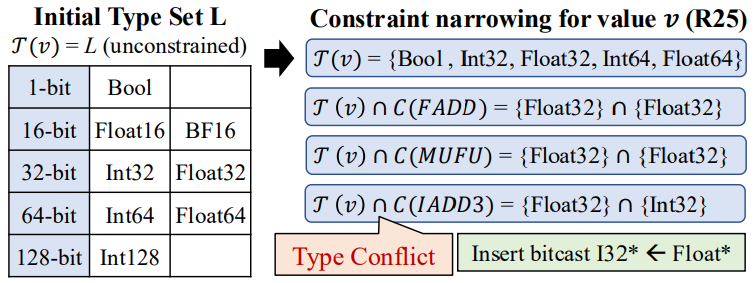 Initial Type Set L
𝒯(v) = L (unconstrained)
1-bit Bool
16-bit Float16 BF16
32-bit Int32 Float32
64-bit Int64 Float64
128-bit Int128
Constraint narrowing for value v (R25)
𝒯(v) = {Bool , Int32, Float32, Int64, Float64}
𝒯 (v) ∩ C(FADD) = {Float32} ∩ {Float32}
𝒯 (v) ∩ C(MUFU) = {Float32} ∩ {Float32}
𝒯 (v) ∩ C(IADD3) = {Float32} ∩ {Int32}
Type Conflict
Insert bitcast I32* ← Float*